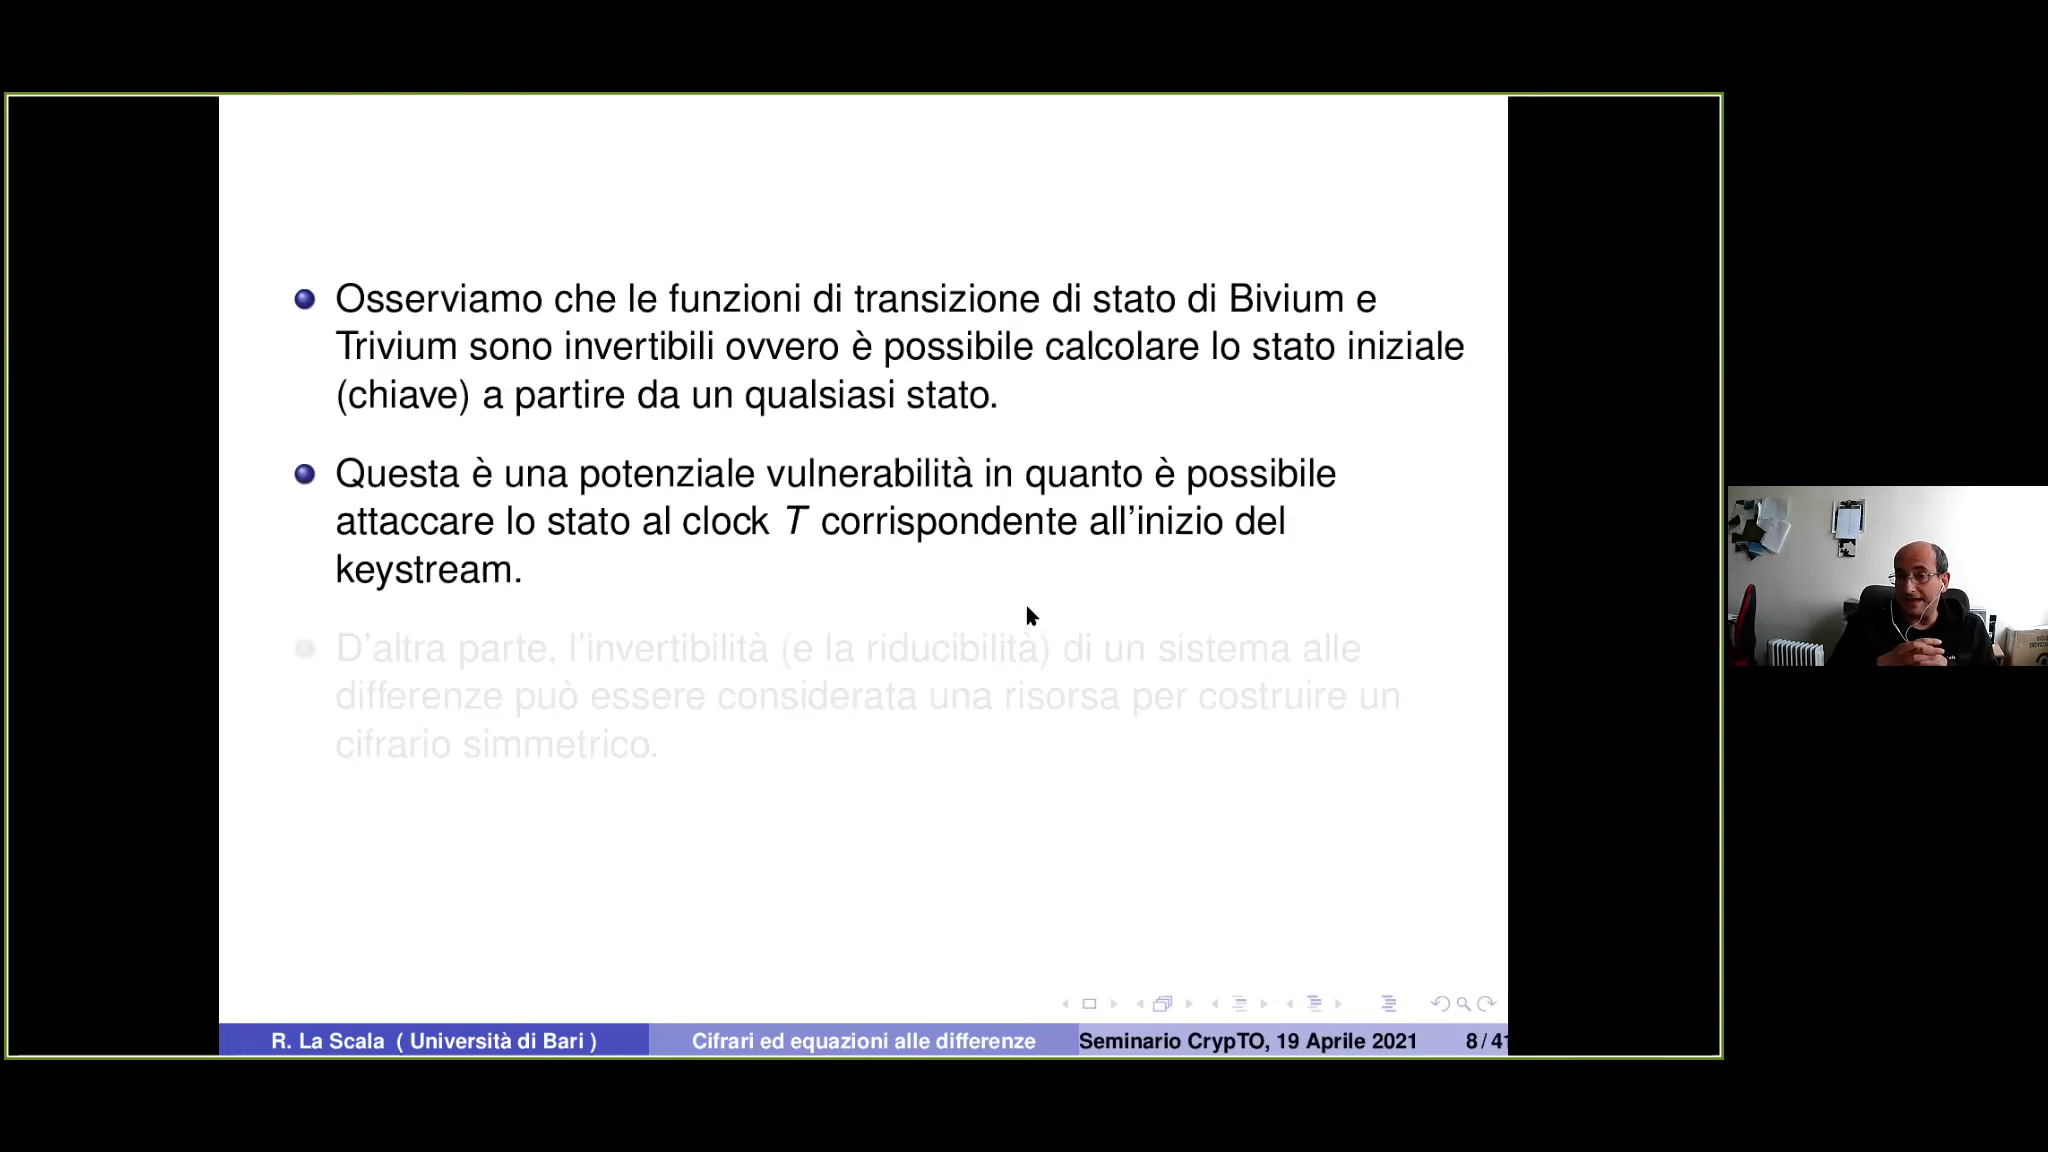 Osserviamo che le funzioni di transizione di stato di Bivium e
Trivium sono invertibili ovvero è possibile calcolare lo stato iniziale
(chiave) a partire da un qualsiasi stato.
Questa è una potenziale vulnerabilità in quanto è possibile
attaccare lo stato al clock T corrispondente all'inizio del
keystream.
D'altra parte, l'invertibilità (e la riducibilità) di un sistema alle
differenze può essere considerata una risorsa per costruire un
cifrario simmetrico.
R. La Scala ( Università di Bari ) Cifrari ed equazioni alle differenze Seminario CrypTO, 19 Aprile 2021 8 / 41